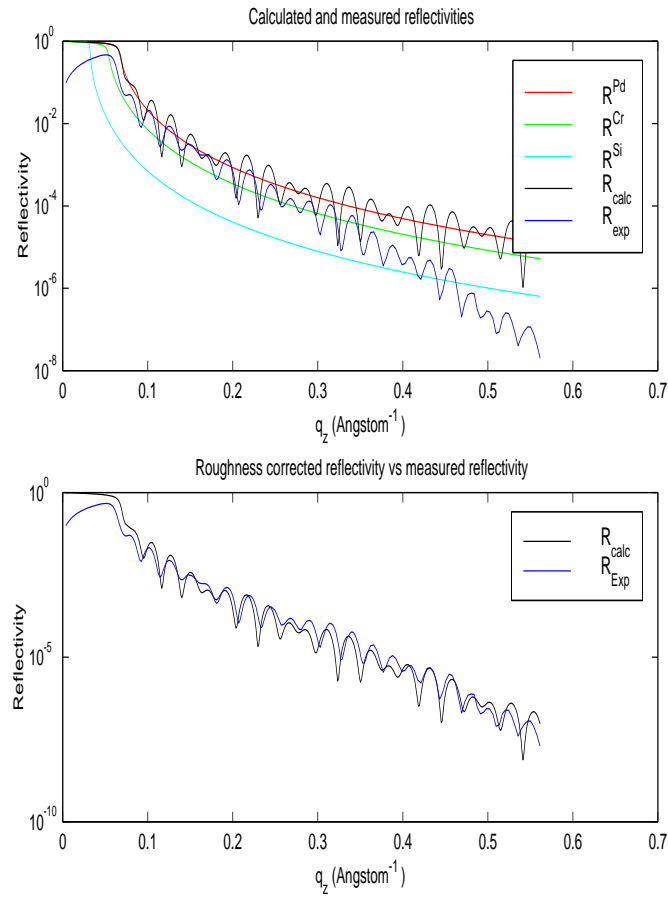 Calculated and measured reflectivities
10^0
10^-2
10^-4
10^-6
10^-8
Reflectivity
R^Pd
R^Cr
R^Si
R_calc
R_exp
0 0.1 0.2 0.3 0.4 0.5 0.6 0.7
q_z (Angstom^-1)
Roughness corrected reflectivity vs measured reflectivity
10^0
10^-5
10^-10
Reflectivity
R_calc
R_Exp
0 0.1 0.2 0.3 0.4 0.5 0.6 0.7
q_z (Angstom^-1)